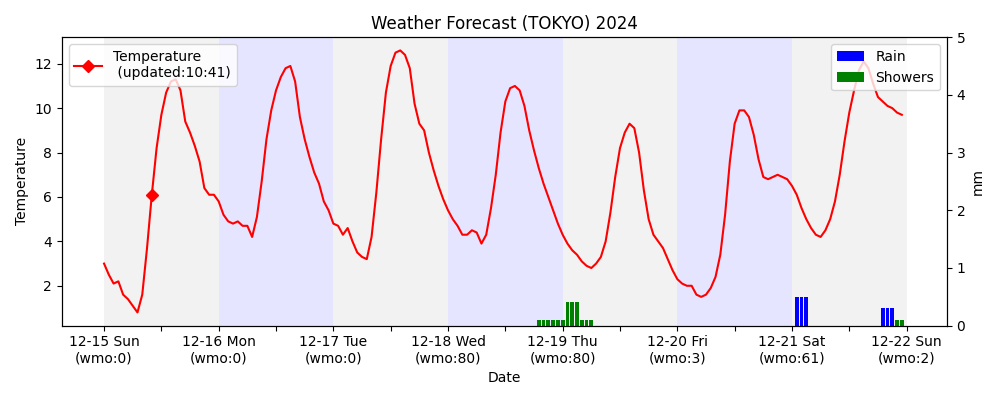 Weather Forecast (TOKYO) 2024
Temperature
(updated:10:41)
Rain
Showers
12
10
8
6
4
2
Temperature
5
4
3
2
1
0
mm
12-15 Sun
(wmo:0)
12-16 Mon
(wmo:0)
12-17 Tue
(wmo:0)
12-18 Wed
(wmo:80)
12-19 Thu
(wmo:80)
12-20 Fri
(wmo:3)
12-21 Sat
(wmo:61)
12-22 Sun
(wmo:2)
Date